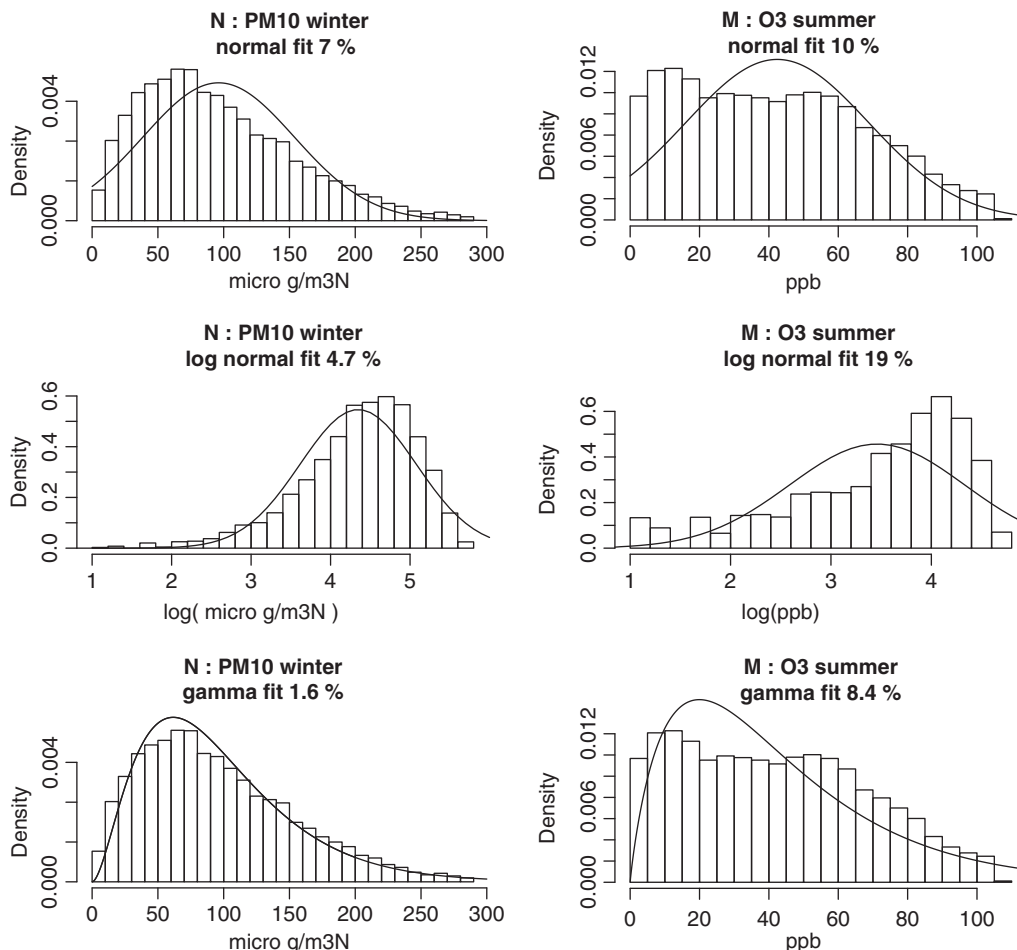 N : PM10 winter
normal fit 7 %
Density
0.000
0.004
0
50
100
150
200
250
300
micro g/m3N
M : O3 summer
normal fit 10 %
Density
0.000
0.006
0.012
0
20
40
60
80
100
ppb
N : PM10 winter
log normal fit 4.7 %
Density
0.0
0.2
0.4
0.6
1
2
3
4
5
log( micro g/m3N )
M : O3 summer
log normal fit 19 %
Density
0.0
0.2
0.4
0.6
1
2
3
4
log(ppb)
N : PM10 winter
gamma fit 1.6 %
Density
0.000
0.004
0
50
100
150
200
250
300
micro g/m3N
M : O3 summer
gamma fit 8.4 %
Density
0.000
0.006
0.012
0
20
40
60
80
100
ppb